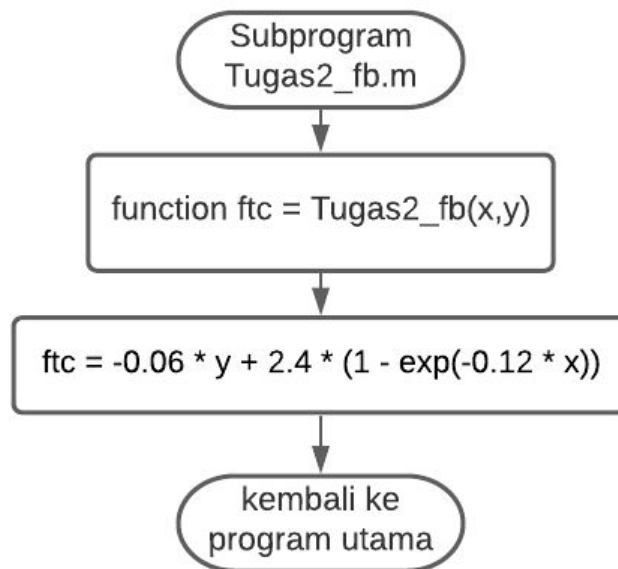 Subprogram
Tugas2_fb.m
function ftc = Tugas2_fb(x,y)
ftc = -0.06 * y + 2.4 * (1 - exp(-0.12 * x))
kembali ke
program utama